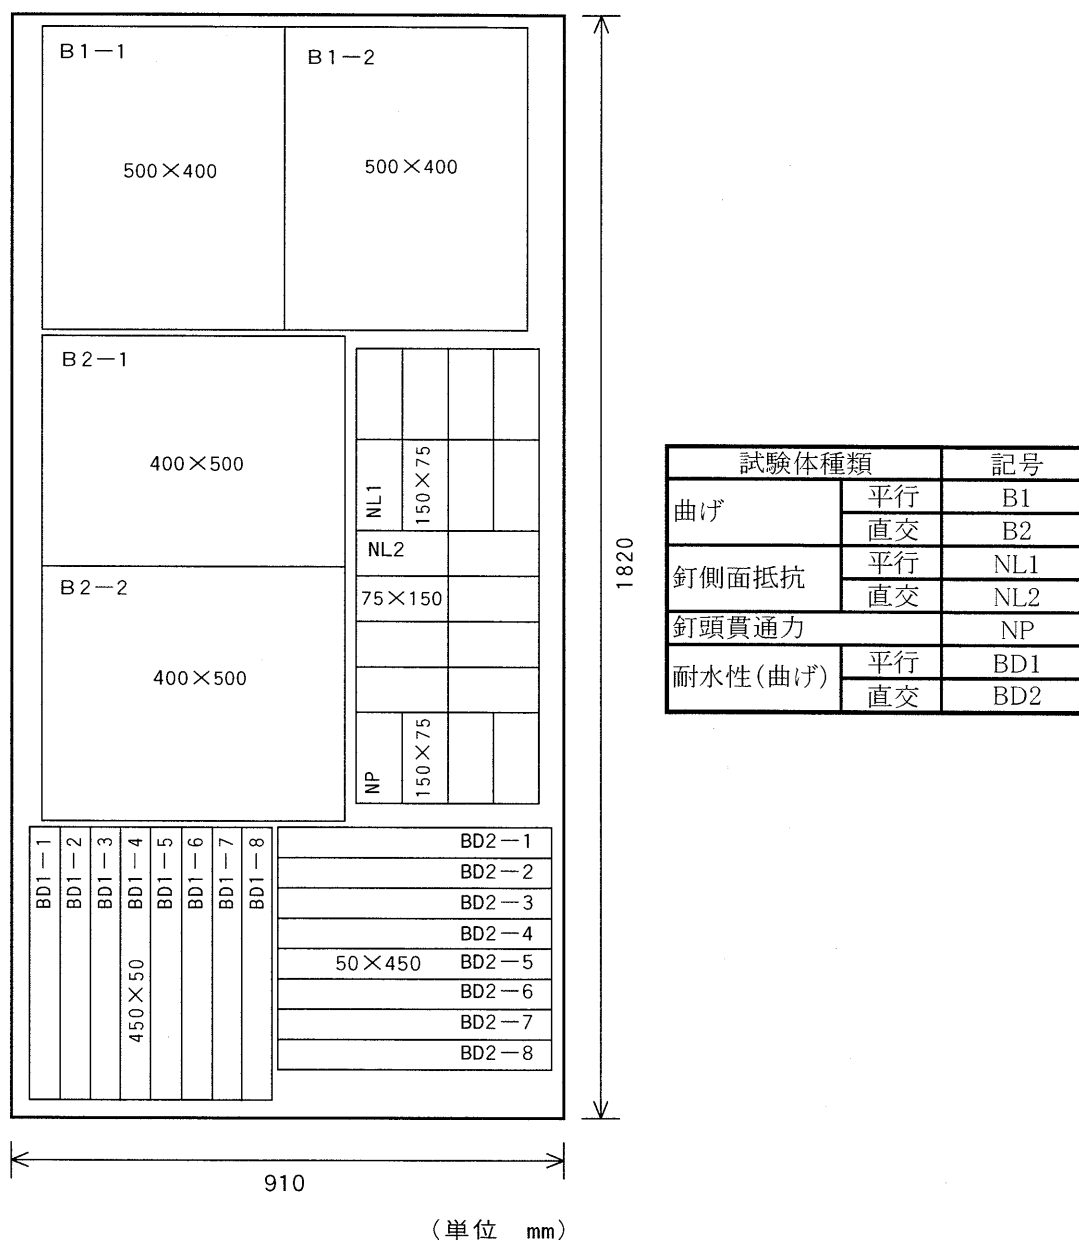 B1-1
B1-2
500×400
500×400
B2-1
400×500
B2-2
400×500
NL1
150×75
NL2
75×150
NP
150×75
BD1-1
BD1-2
BD1-3
BD1-4
BD1-5
BD1-6
BD1-7
BD1-8
450×50
BD2-1
BD2-2
BD2-3
BD2-4
50×450 BD2-5
BD2-6
BD2-7
BD2-8
1820
910
(単位 mm)
試験体種類 記号
曲げ 平行 B1
直交 B2
釘側面抵抗 平行 NL1
直交 NL2
釘頭貫通力 NP
耐水性(曲げ) 平行 BD1
直交 BD2